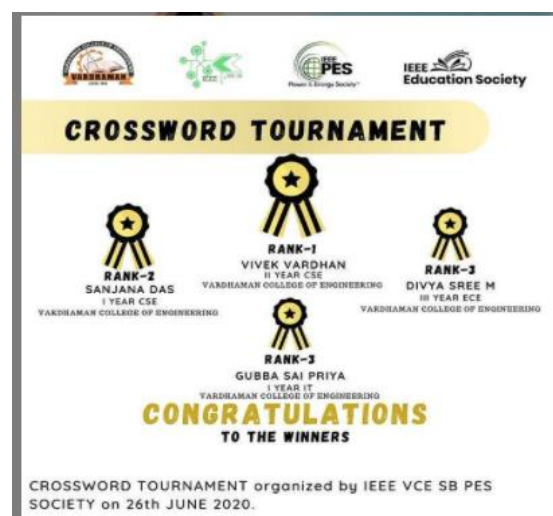 VARDHAMAN
IEEE
IEEE
PES
Power & Energy Society
IEEE
Education Society
CROSSWORD TOURNAMENT
RANK-1
VIVEK VARDHAN
II YEAR CSE
VARDHAMAN COLLEGE OF ENGINEERING
RANK-2
SANJANA DAS
I YEAR CSE
VARDHAMAN COLLEGE OF ENGINEERING
RANK-3
DIVYA SREE M
III YEAR ECE
VARDHAMAN COLLEGE OF ENGINEERING
RANK-3
GUBBA SAI PRIYA
I YEAR IT
VARDHAMAN COLLEGE OF ENGINEERING
CONGRATULATIONS
TO THE WINNERS
CROSSWORD TOURNAMENT organized by IEEE VCE SB PES
SOCIETY on 26th JUNE 2020.